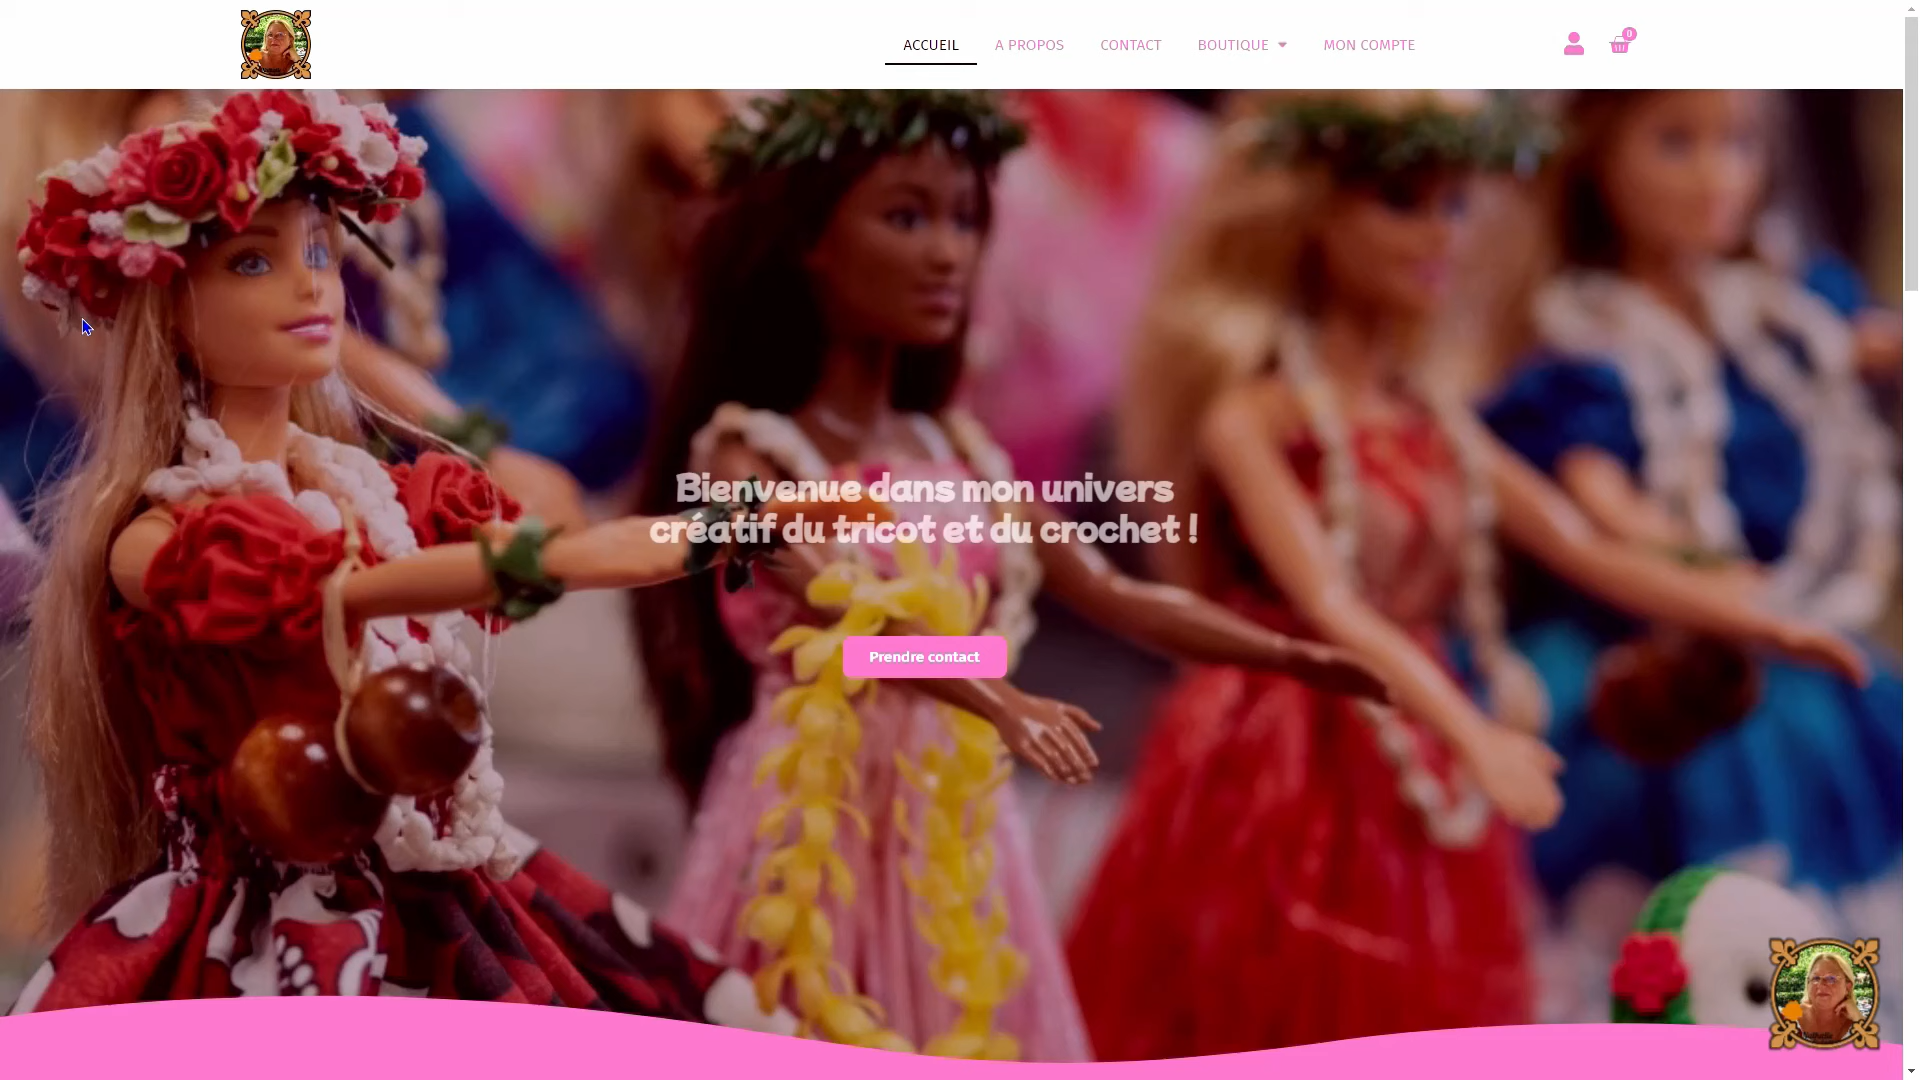 ACCUEIL
A PROPOS
CONTACT
BOUTIQUE
MON COMPTE
0
Bienvenue dans mon univers
créatif du tricot et du crochet !
Prendre contact